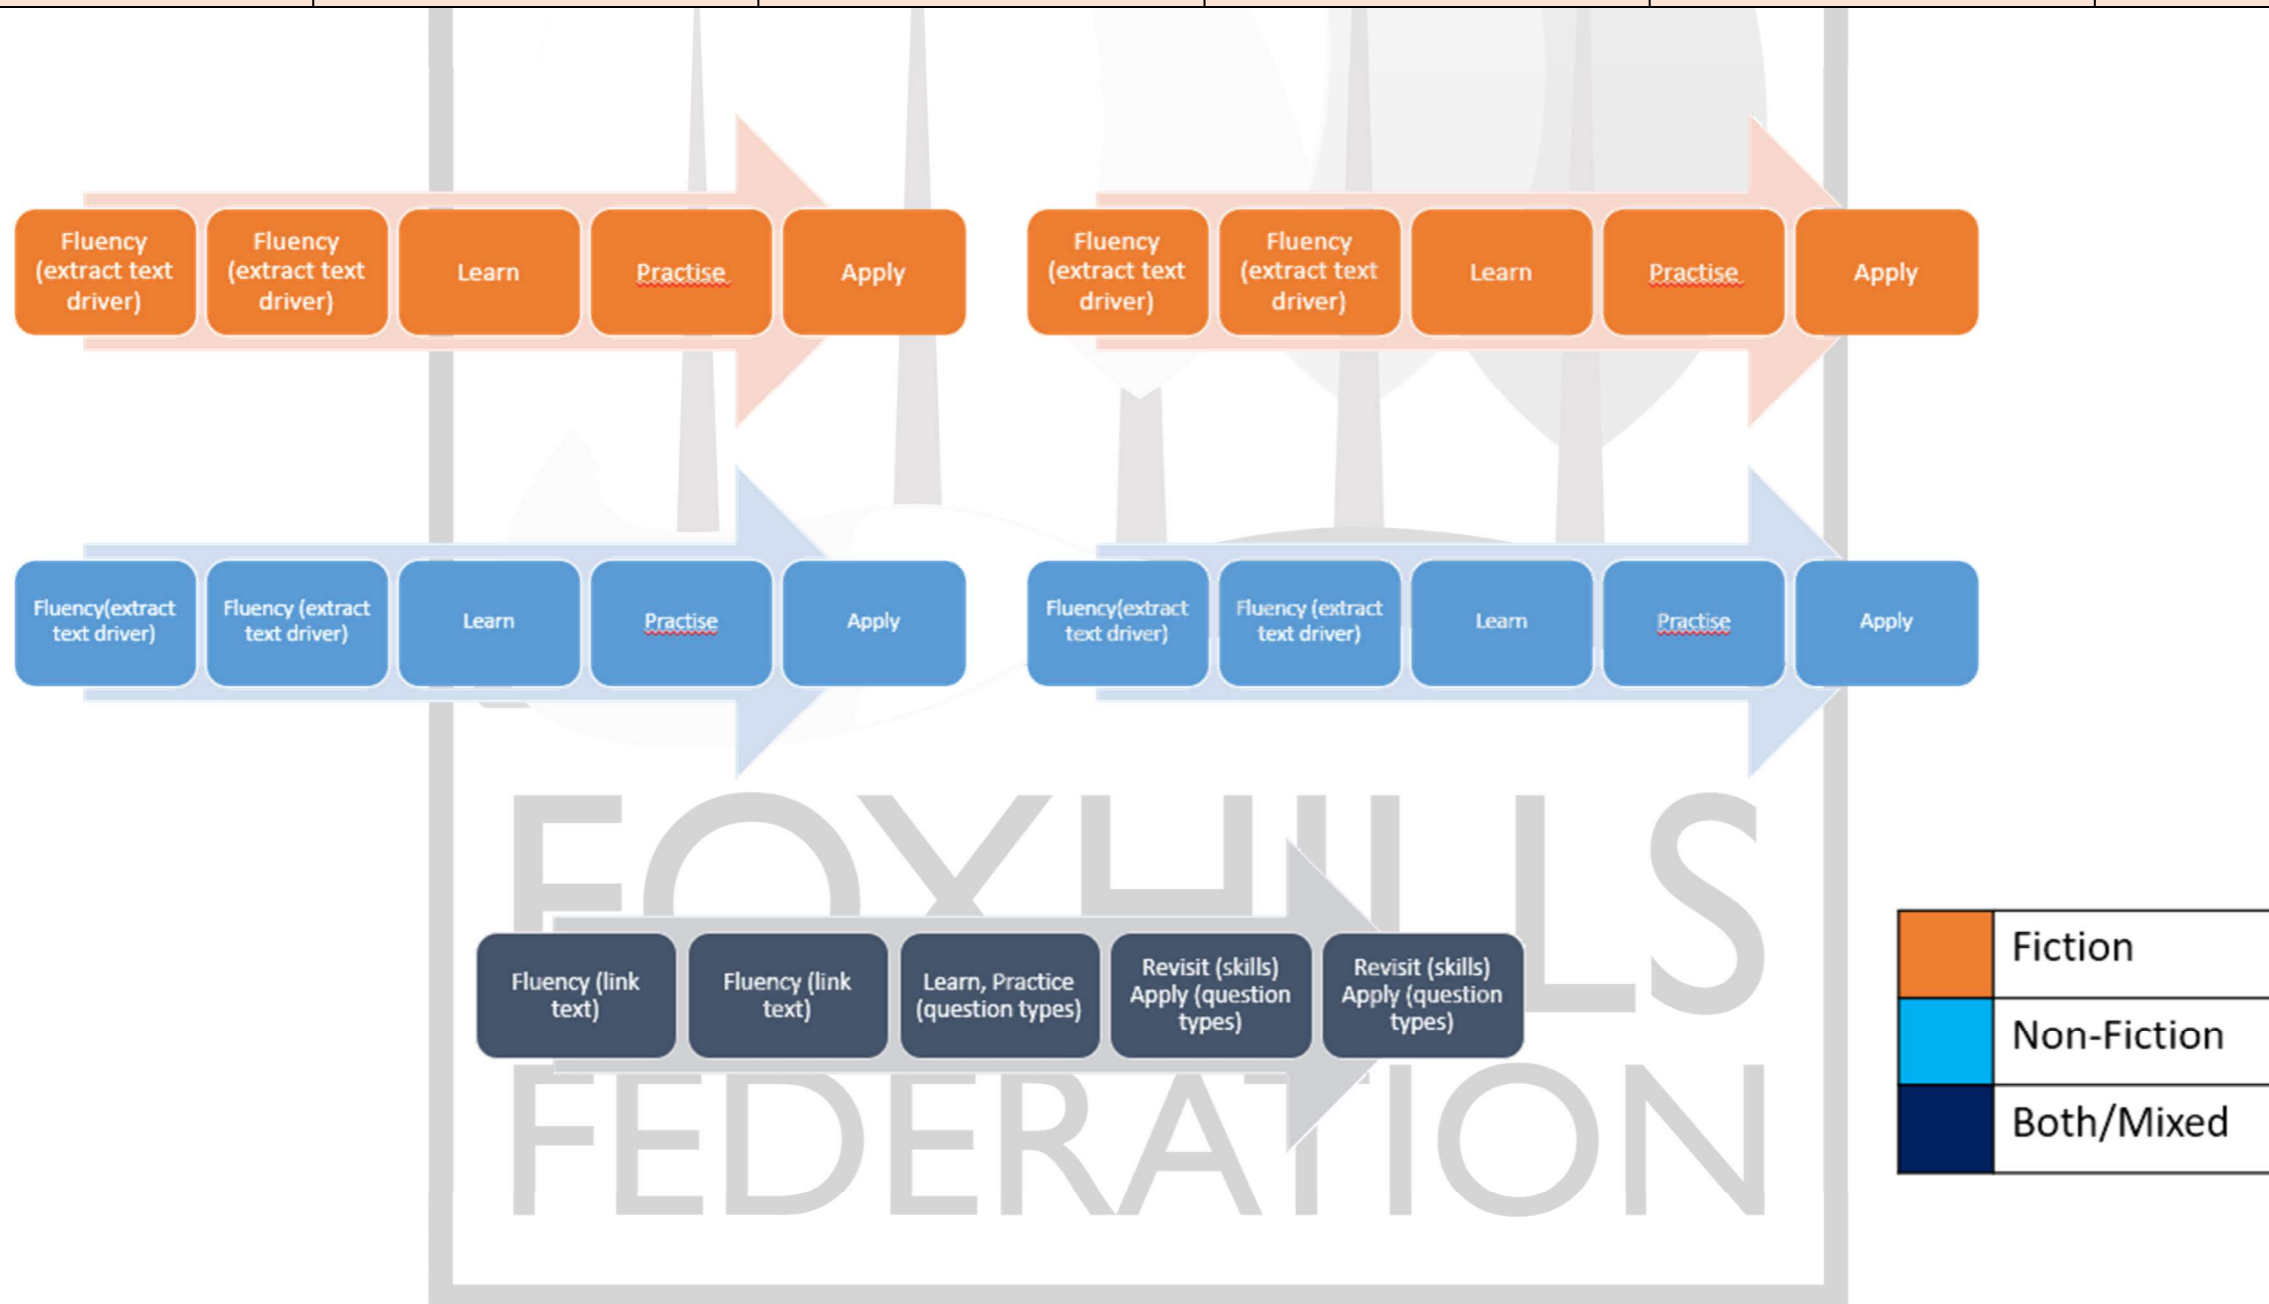 Fluency
(extract text
driver)
Fluency
(extract text
driver)
Learn
Practise
Apply
Fluency
(extract text
driver)
Fluency
(extract text
driver)
Learn
Practise
Apply
Fluency(extract
text driver)
Fluency (extract
text driver)
Learn
Practise
Apply
Fluency(extract
text driver)
Fluency (extract
text driver)
Learn
Practise
Apply
FOXHILLS
Fluency (link
text)
Fluency (link
text)
Learn, Practice
(question types)
Revisit (skills)
Apply (question
types)
Revisit (skills)
Apply (question
types)
FEDERATION
Fiction
Non-Fiction
Both/Mixed